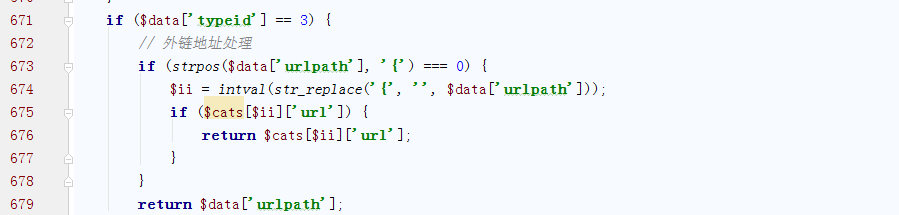 671 if ($data['typeid'] == 3) {
672 // 外链地址处理
673 if (strpos($data['urlpath'], '{') === 0) {
674 $ii = intval(str_replace('{', '', $data['urlpath']));
675 if ($cats[$ii]['url']) {
676 return $cats[$ii]['url'];
677 }
678 }
679 return $data['urlpath'];